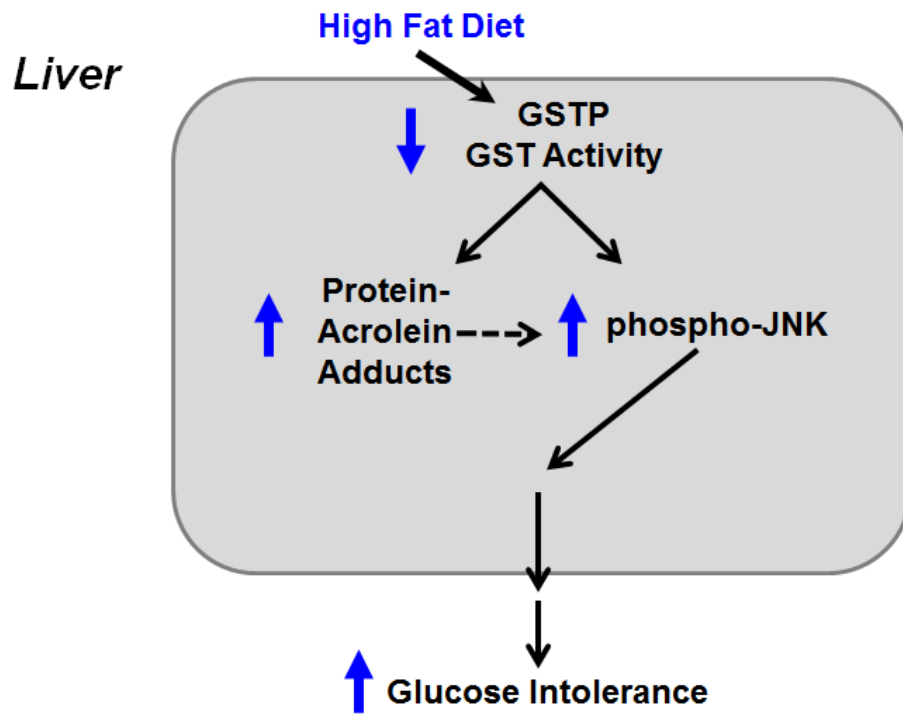 High Fat Diet
Liver
GSTP
GST Activity
Protein-
Acrolein
Adducts
phospho-JNK
Glucose Intolerance